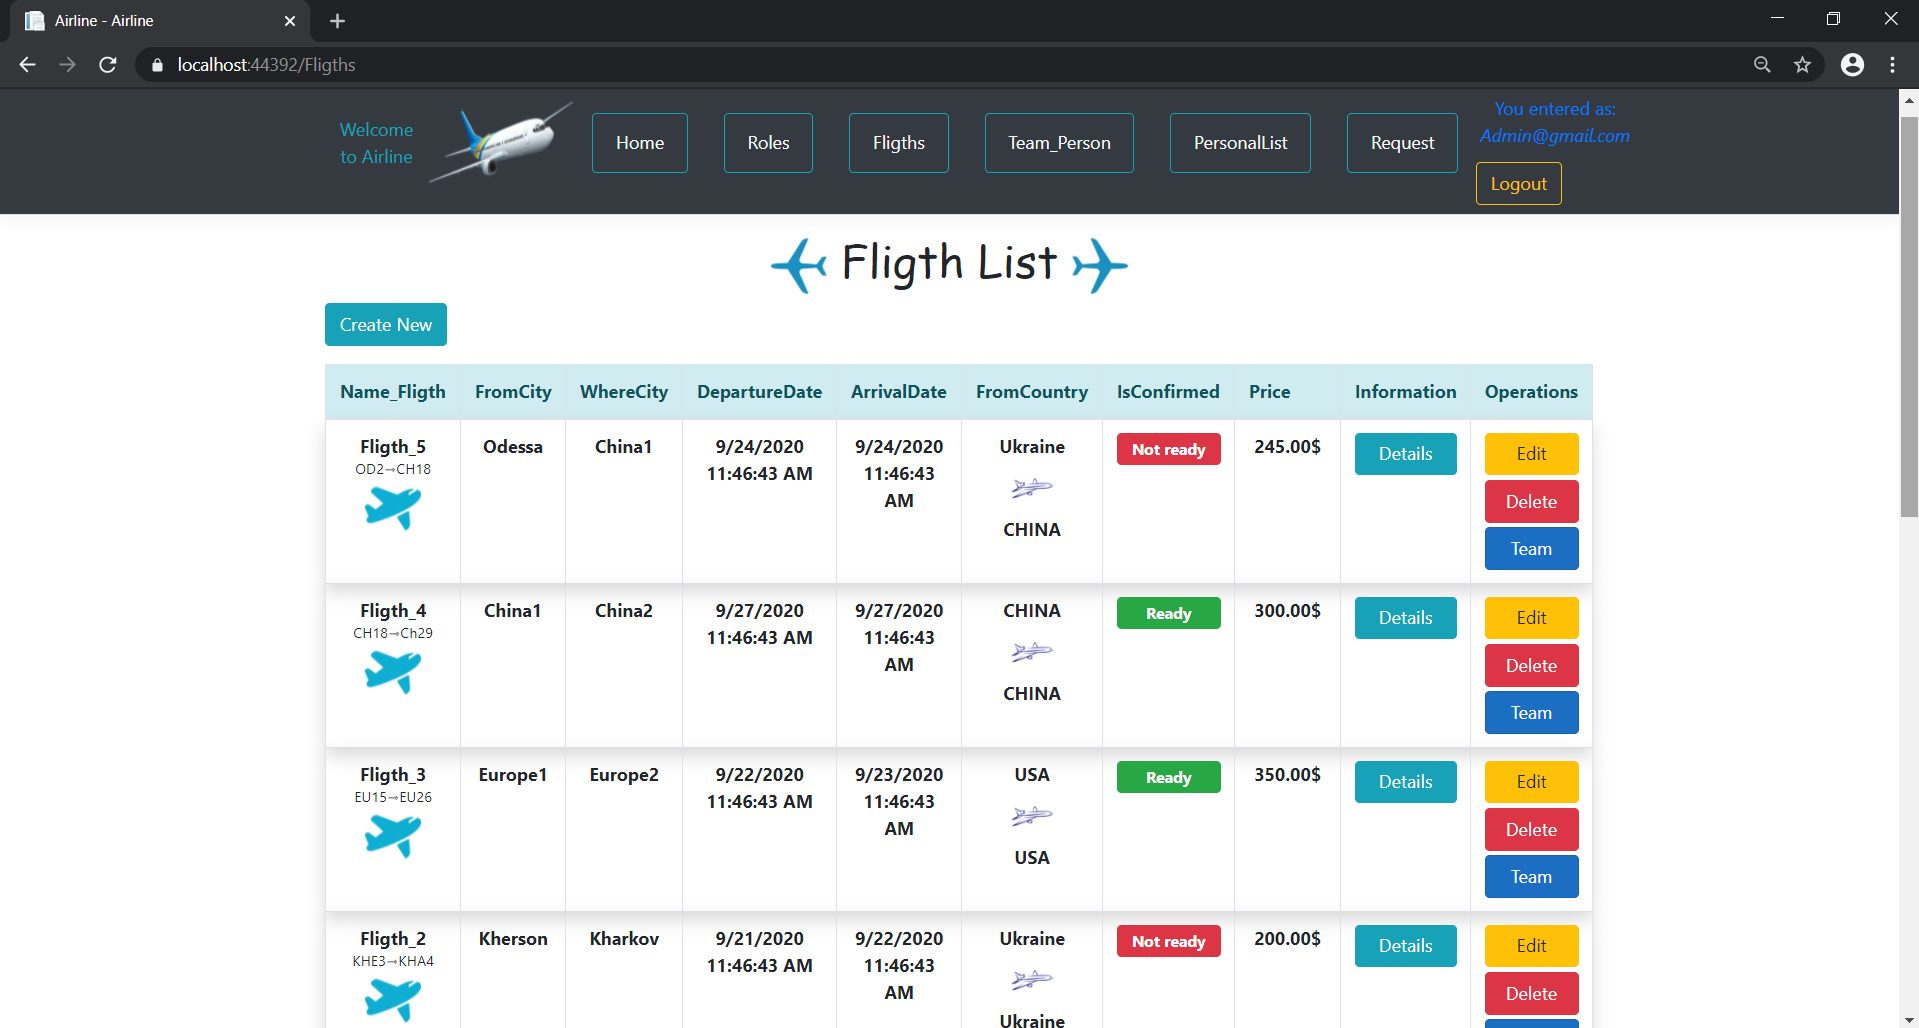 Airline - Airline
localhost:44392/Fligths
Welcome
to Airline
Home
Roles
Fligths
Team_Person
PersonalList
Request
You entered as:
Admin@gmail.com
Logout
Fligth List
Create New
Name_Fligth FromCity WhereCity DepartureDate ArrivalDate FromCountry IsConfirmed Price Information Operations
Fligth_5 Odessa China1 9/24/2020 9/24/2020 Ukraine Not ready 245.00$ Details Edit
OD2→CH18 11:46:43 AM 11:46:43
AM
Delete
CHINA
Team
Fligth_4 China1 China2 9/27/2020 9/27/2020 CHINA Ready 300.00$ Details Edit
CH18→Ch29 11:46:43 AM 11:46:43
AM
Delete
CHINA
Team
Fligth_3 Europe1 Europe2 9/22/2020 9/23/2020 USA Ready 350.00$ Details Edit
EU15→EU26 11:46:43 AM 11:46:43
AM
Delete
USA
Team
Fligth_2 Kherson Kharkov 9/21/2020 9/22/2020 Ukraine Not ready 200.00$ Details Edit
KHE3→KHA4 11:46:43 AM 11:46:43
AM
Delete
Ukraine